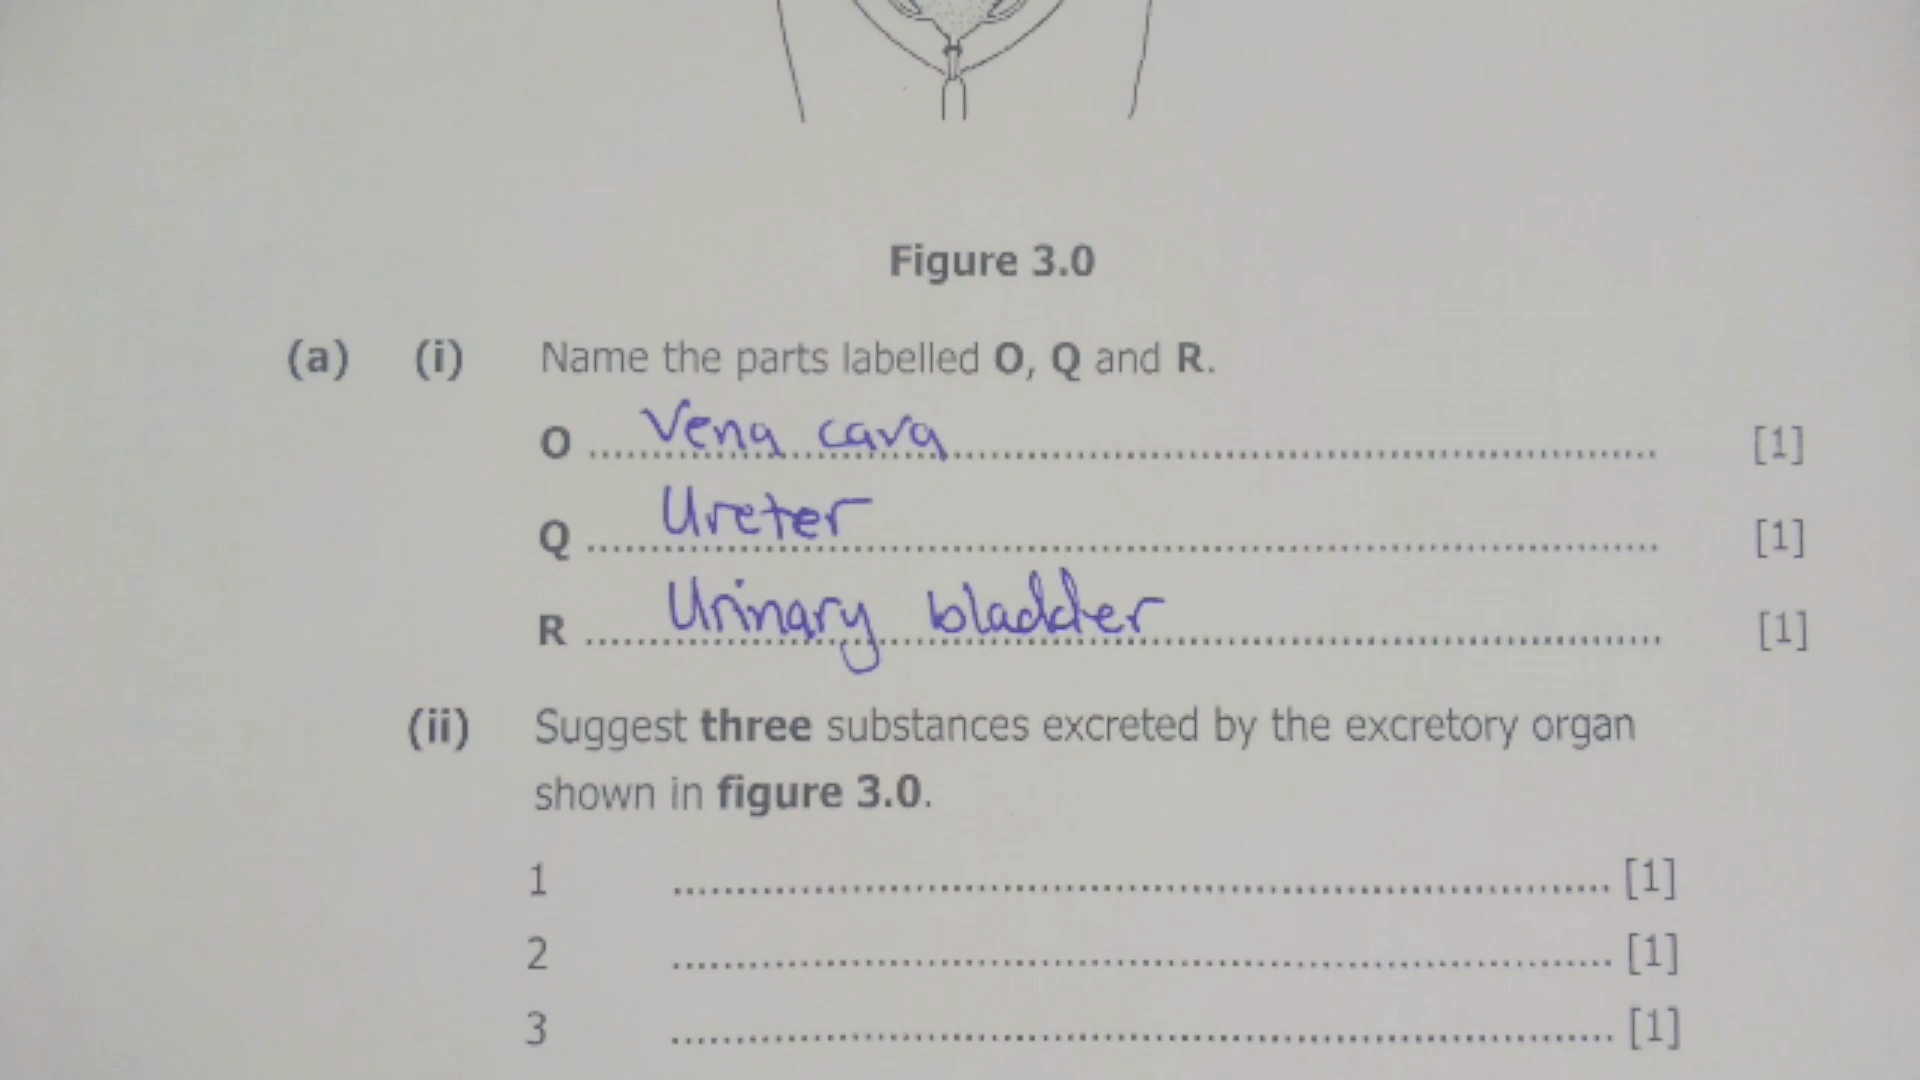 Figure 3.0
(a) (i) Name the parts labelled O, Q and R.
O Vena cava [1]
Q Ureter [1]
R Urinary bladder [1]
(ii) Suggest three substances excreted by the excretory organ
shown in figure 3.0.
1 [1]
2 [1]
3 [1]